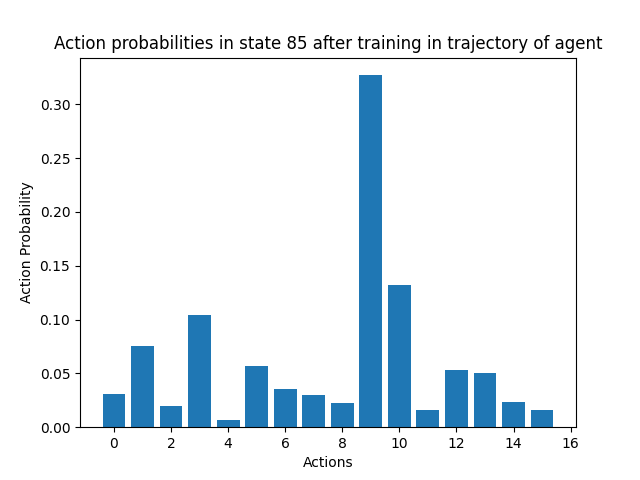 Action probabilities in state 85 after training in trajectory of agent
0.30
0.25
0.20
0.15
0.10
0.05
0.00
Action Probability
0 2 4 6 8 10 12 14 16
Actions